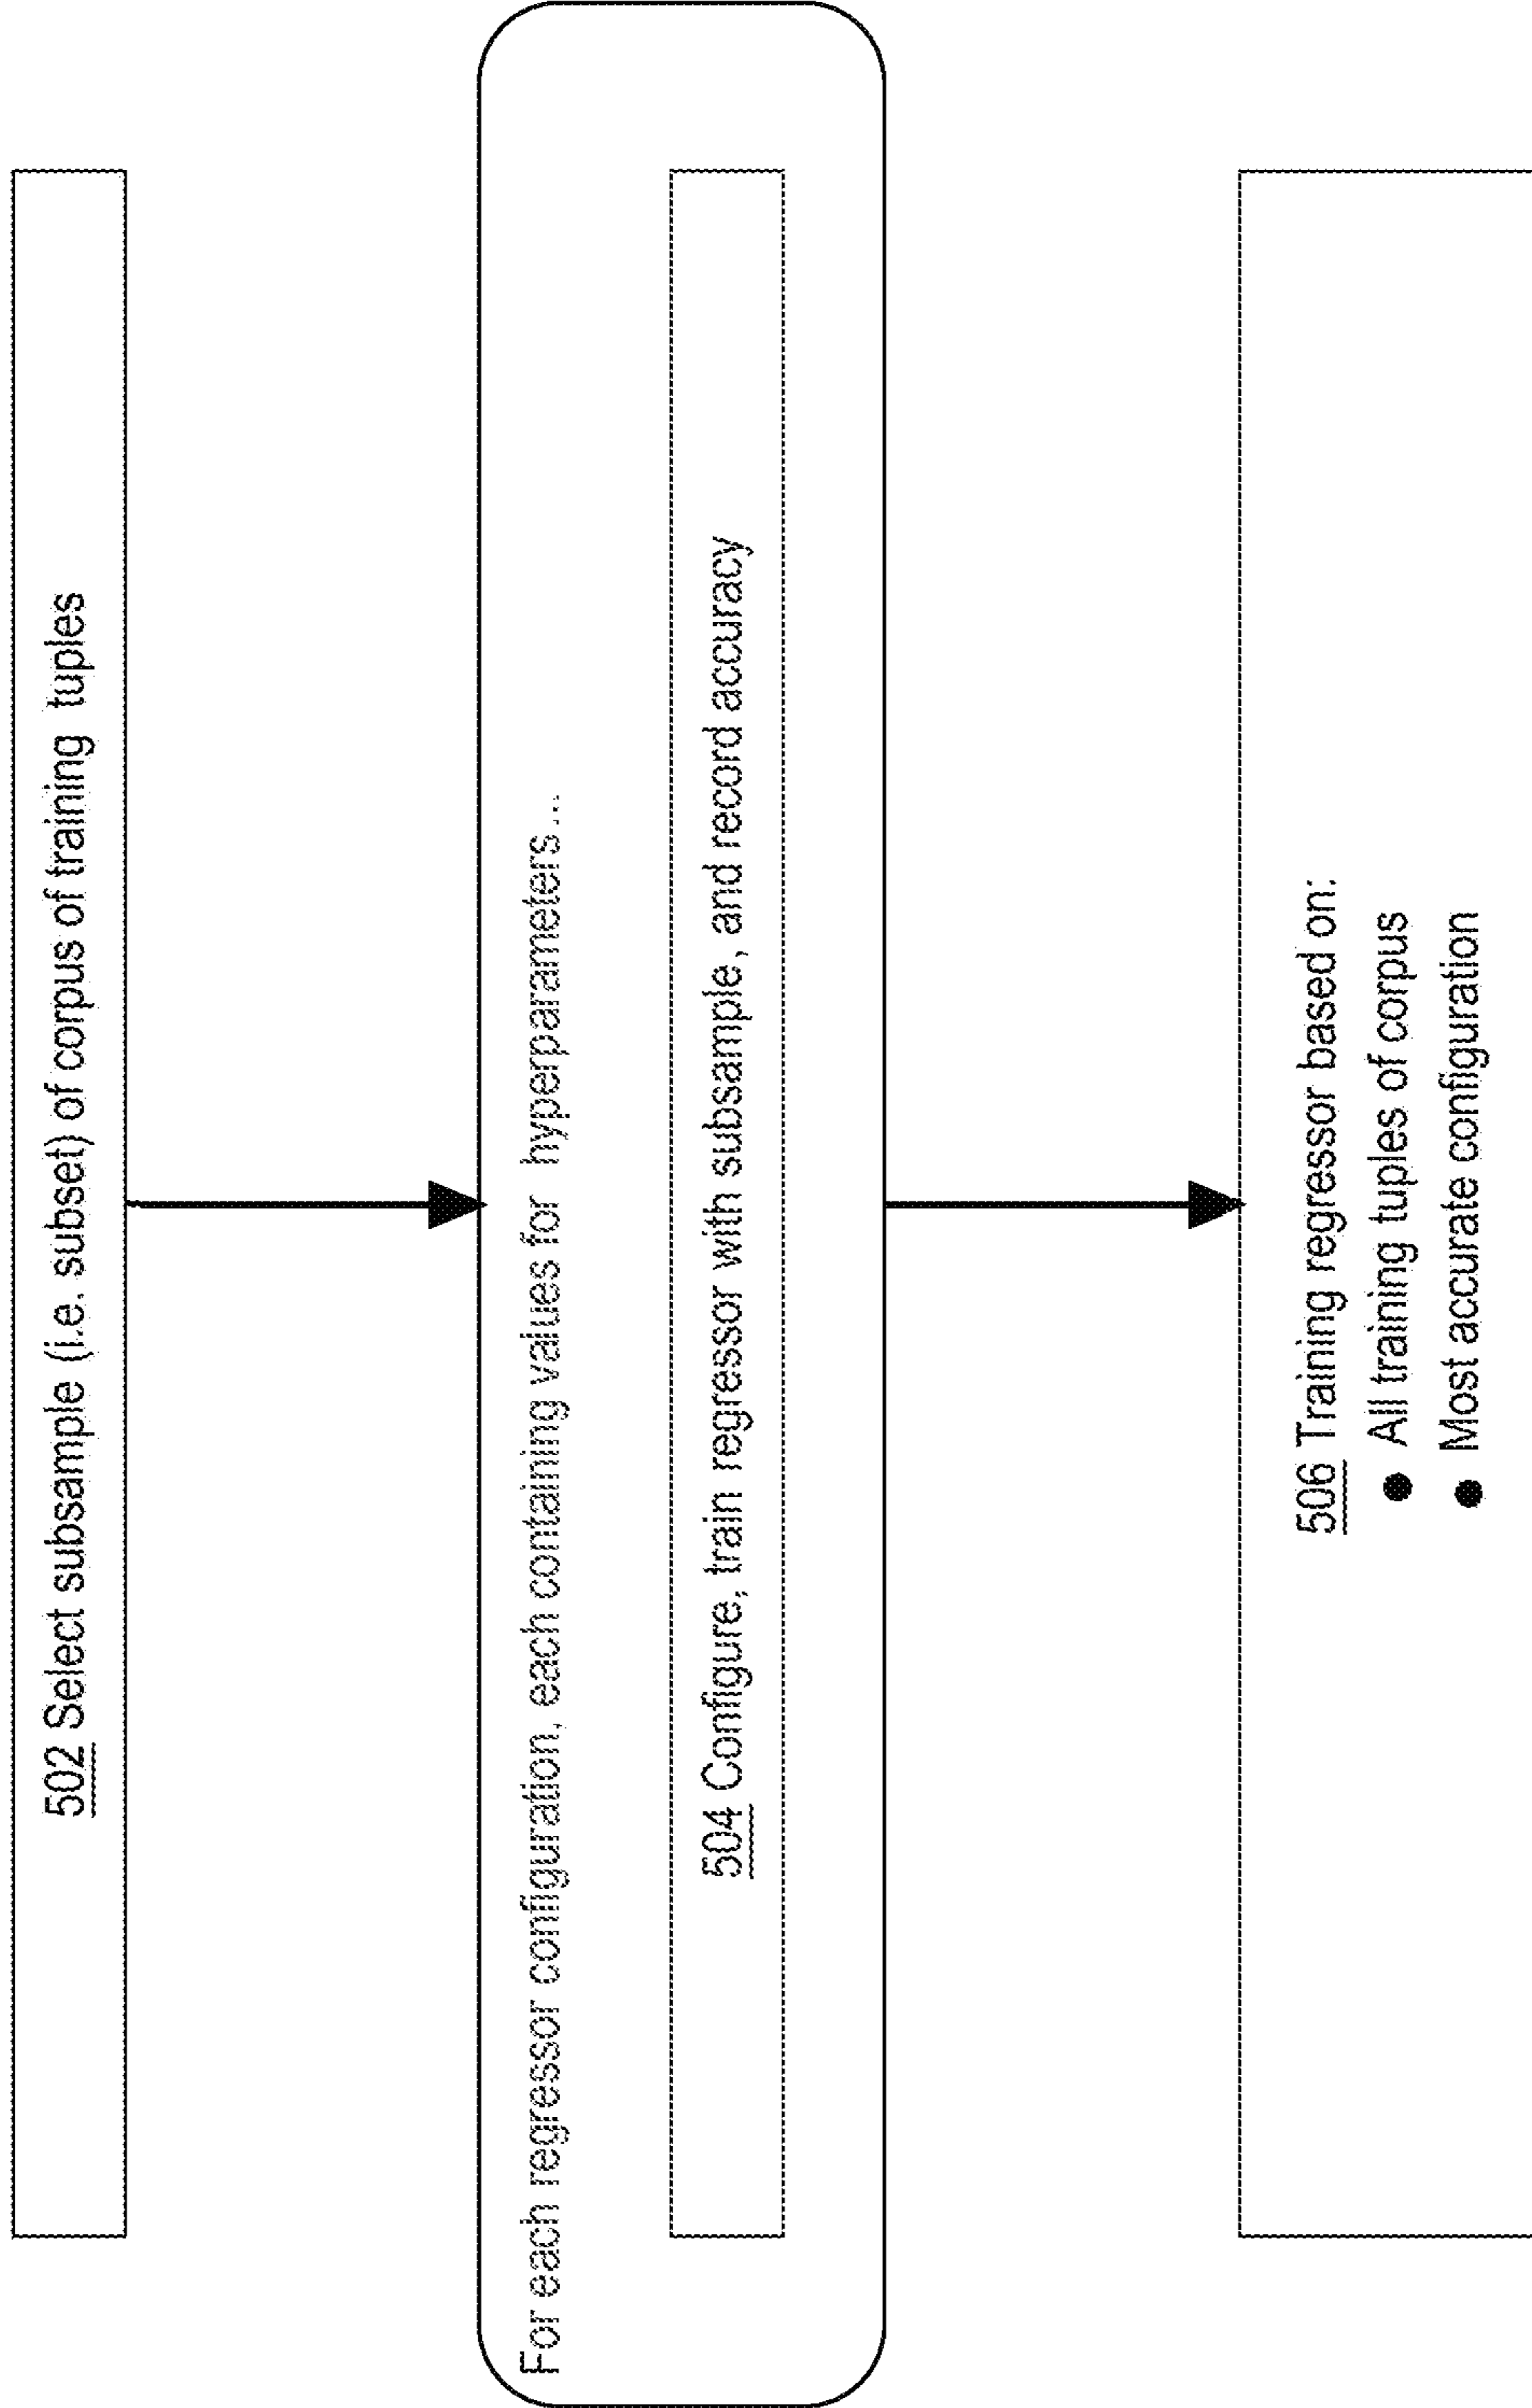 502 Select subsample (i.e. subset) of corpus of training tuples
For each regressor configuration, each containing values for hyperparameters...
504 Configure, train regressor with subsample, and record accuracy
506 Training regressor based on:
● All training tuples of corpus
● Most accurate configuration